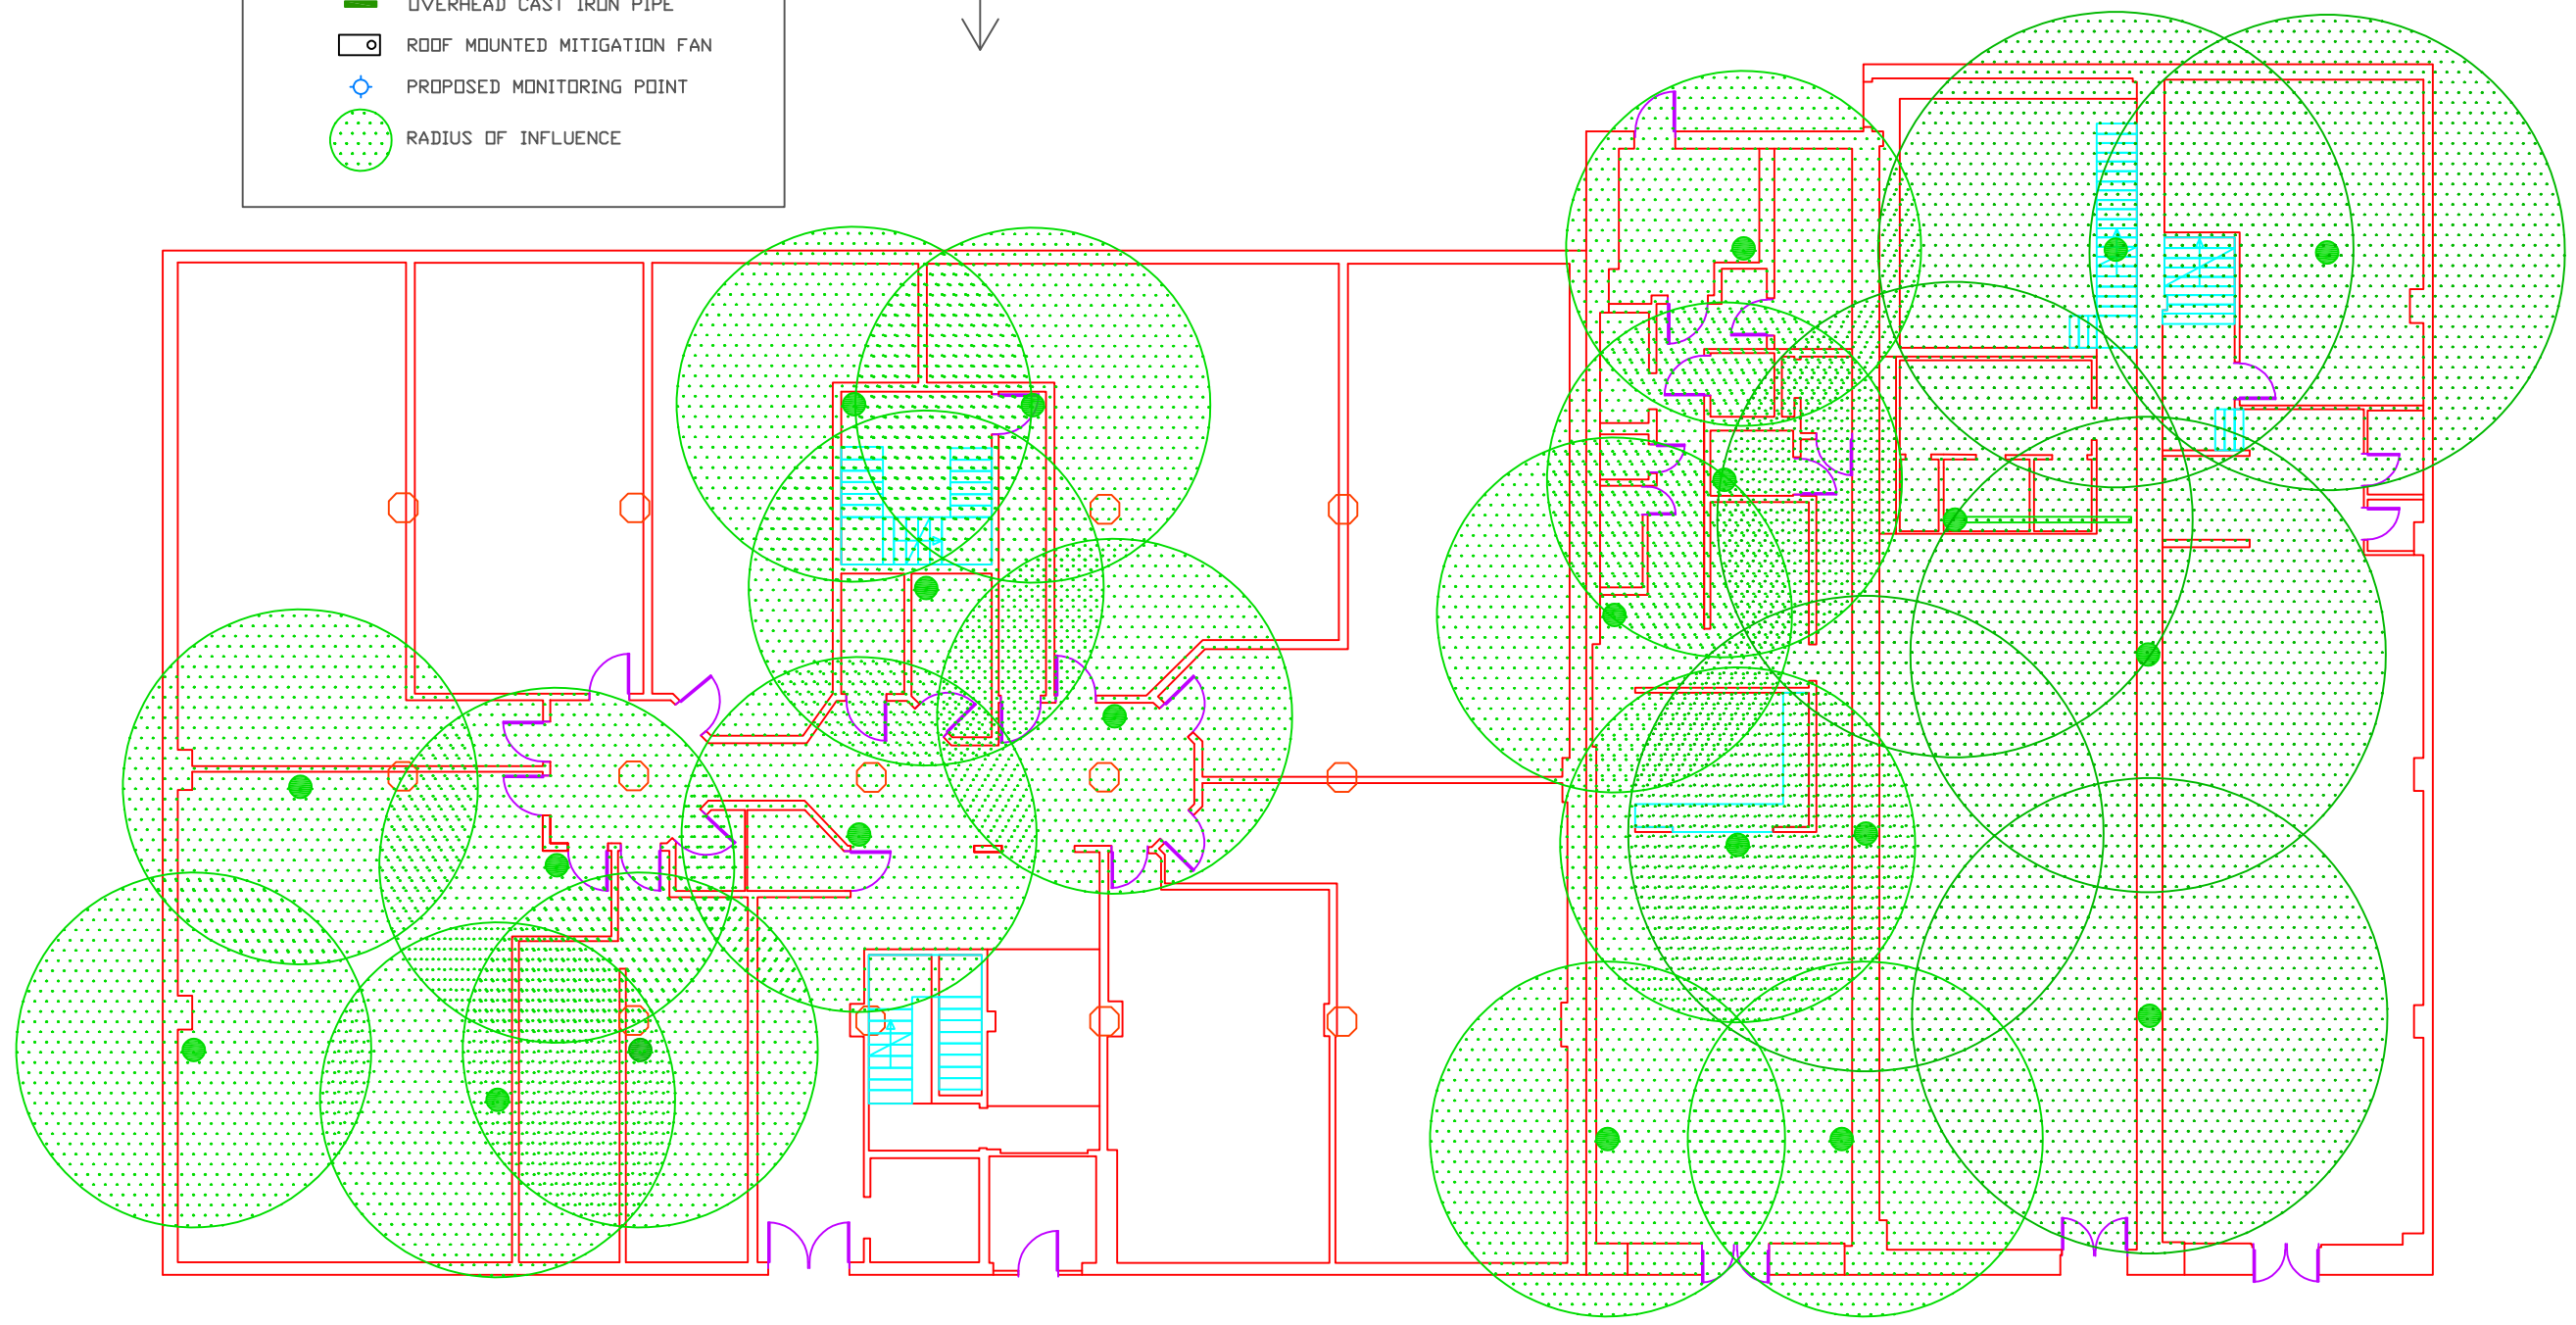 OVERHEAD CAST IRON PIPE
ROOF MOUNTED MITIGATION FAN
PROPOSED MONITORING POINT
RADIUS OF INFLUENCE